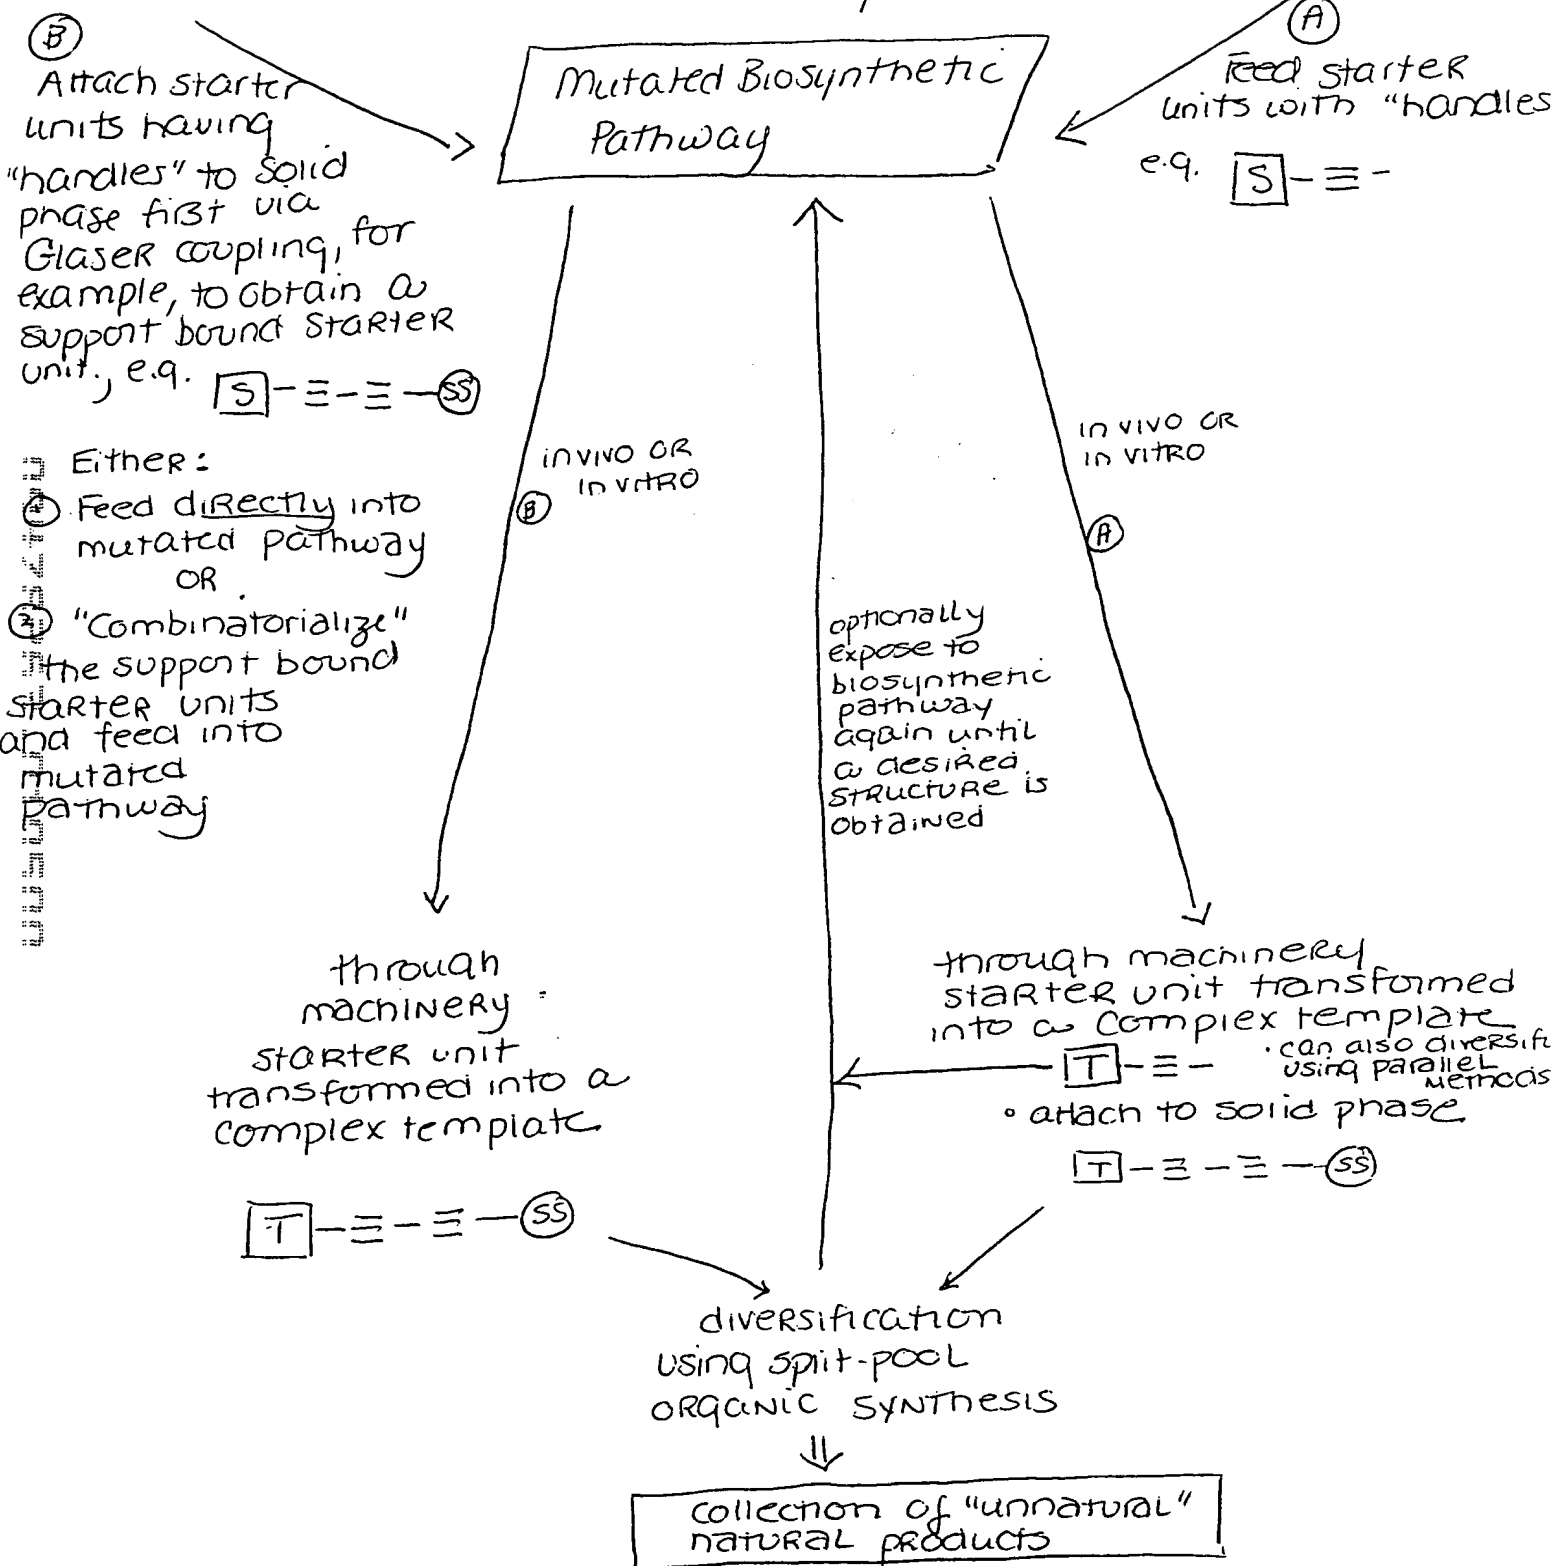 B
Attach starter
units having
"handles" to solid
phase first via
Glaser coupling, for
example, to obtain a
support bound starter
unit., e.g. S-≡-≡-SS
Either:
1 Feed directly into
mutated pathway
OR
2 "Combinatorialize"
the support bound
starter units
and feed into
mutated
pathway
Mutated Biosynthetic
Pathway
A
Feed starter
units with "handles
e.g. S-≡-
in vivo OR
in vitro
B
optionally
expose to
biosynthetic
pathway
again until
a desired
structure is
obtained
in vivo OR
in vitro
A
through
machinery
starter unit
transformed into a
complex template
T-≡-≡-SS
through machinery
starter unit transformed
into a complex template
T-≡-
· can also diversif
using parallel
methods
• attach to solid phase
T-≡-≡-SS
diversification
using split-pool
organic synthesis
collection of "unnatural"
natural products